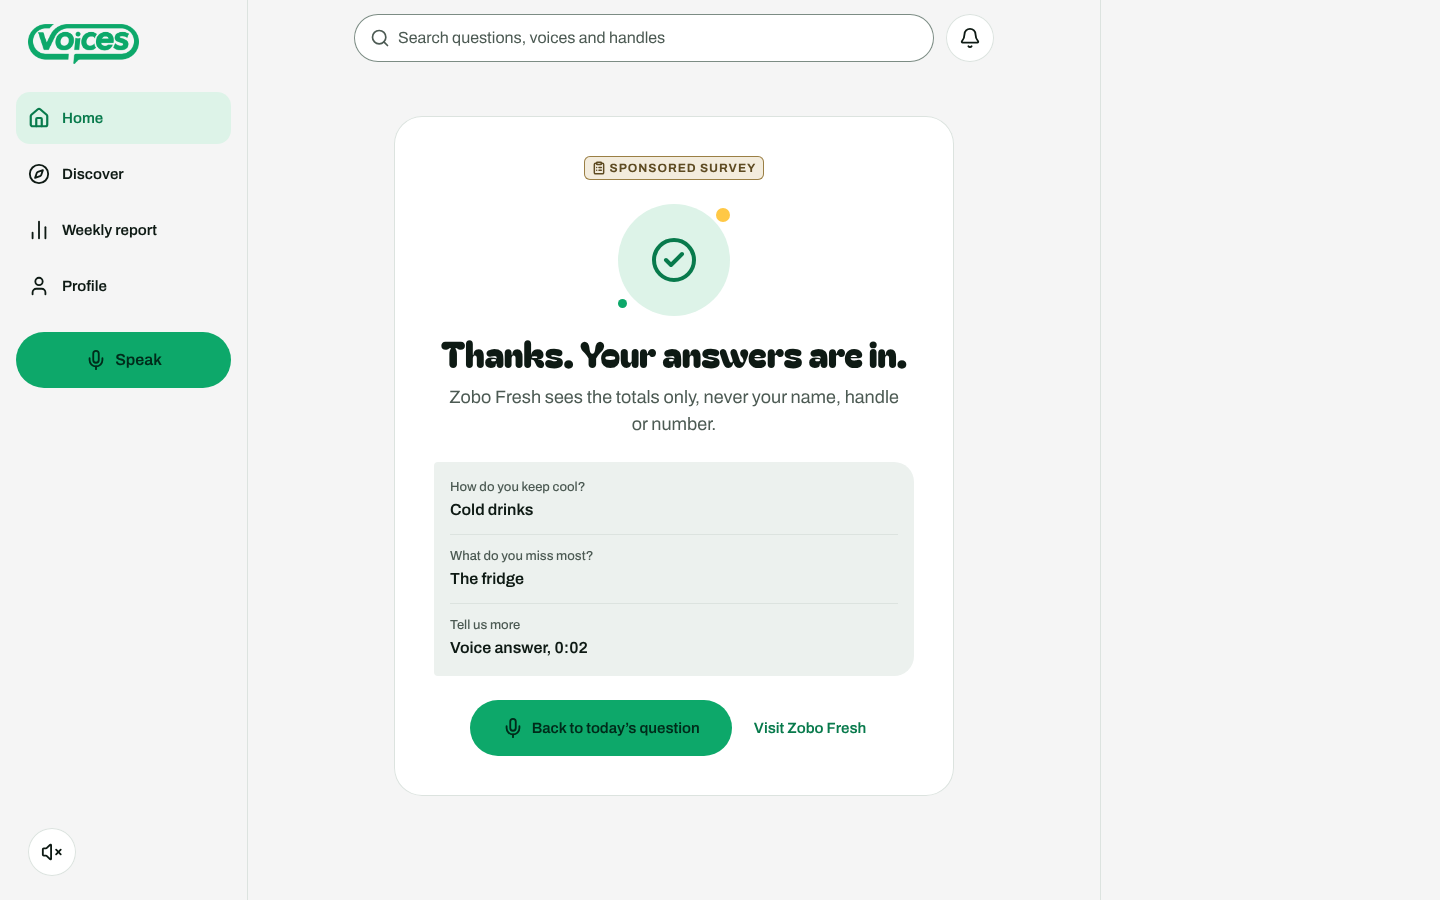 Voices
Search questions, voices and handles
Home
Discover
Weekly report
Profile
Speak
SPONSORED SURVEY
Thanks. Your answers are in.
Zobo Fresh sees the totals only, never your name, handle
or number.
How do you keep cool?
Cold drinks
What do you miss most?
The fridge
Tell us more
Voice answer, 0:02
Back to today’s question
Visit Zobo Fresh